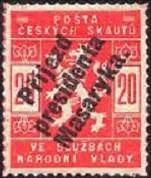 POŠTA
ČESKÝCH SKAUTŮ
Příjezd
presidenta
Masaryka.
20 20
VE SLUŽBÁCH
NÁRODNÍ VLÁDY